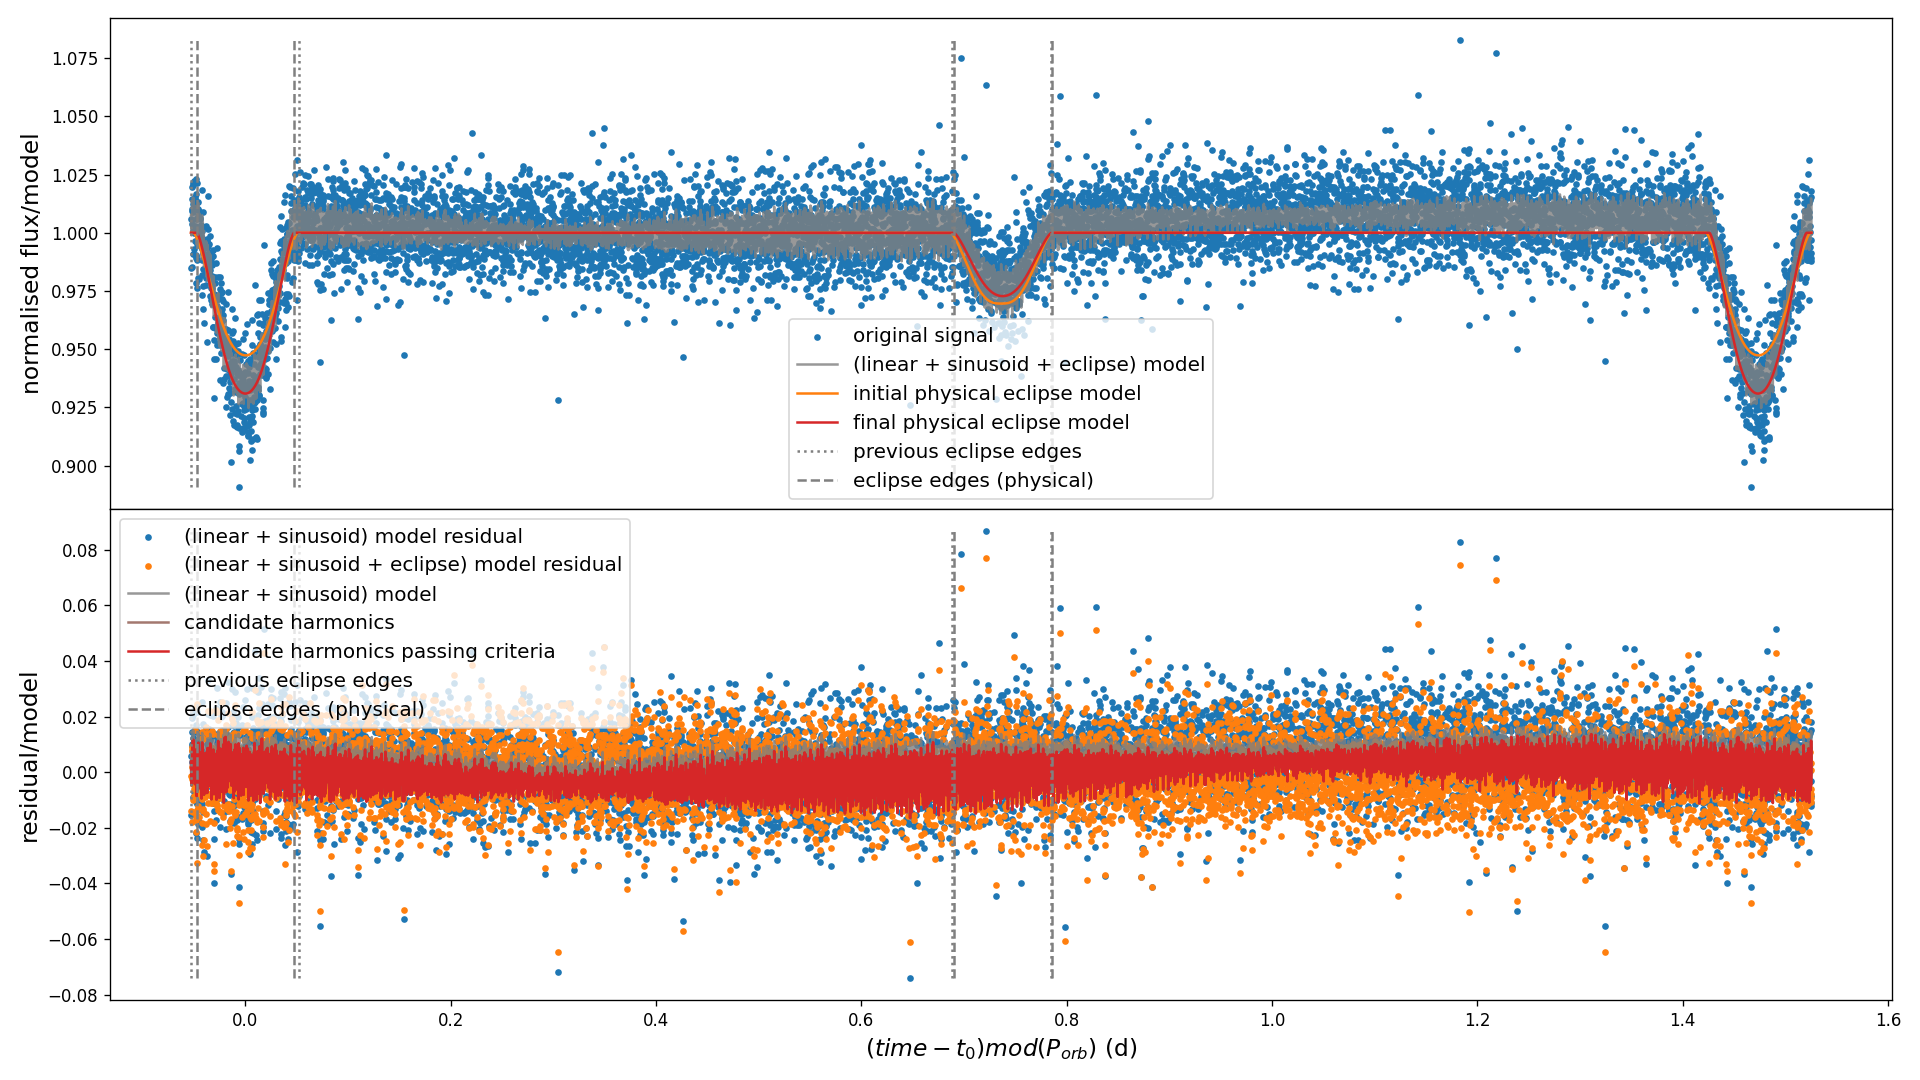 normalised flux/model
1.075
1.050
1.025
1.000
0.975
0.950
0.925
0.900
original signal
(linear + sinusoid + eclipse) model
initial physical eclipse model
final physical eclipse model
previous eclipse edges
eclipse edges (physical)
residual/model
0.08
0.06
0.04
0.02
0.00
−0.02
−0.04
−0.06
−0.08
(linear + sinusoid) model residual
(linear + sinusoid + eclipse) model residual
(linear + sinusoid) model
candidate harmonics
candidate harmonics passing criteria
previous eclipse edges
eclipse edges (physical)
0.0 0.2 0.4 0.6 0.8 1.0 1.2 1.4 1.6
(time − t₀)mod(P_orb) (d)